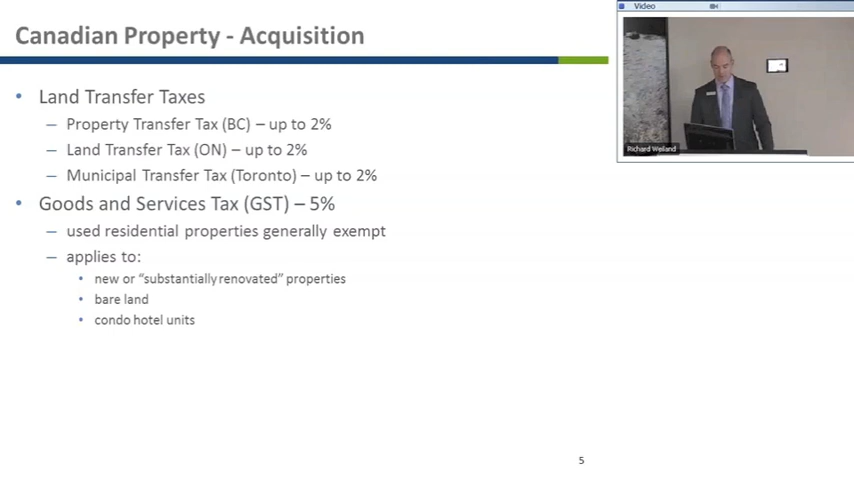 Canadian Property - Acquisition
Video
• Land Transfer Taxes
– Property Transfer Tax (BC) – up to 2%
– Land Transfer Tax (ON) – up to 2%
– Municipal Transfer Tax (Toronto) – up to 2%
• Goods and Services Tax (GST) – 5%
– used residential properties generally exempt
– applies to:
• new or “substantially renovated” properties
• bare land
• condo hotel units
Richard Weiland
5